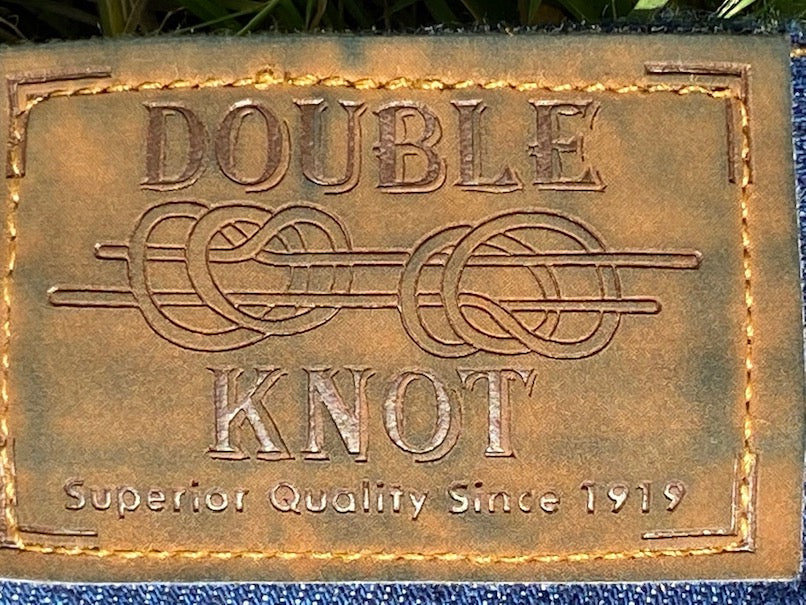 DOUBLE
KNOT
Superior Quality Since 1919